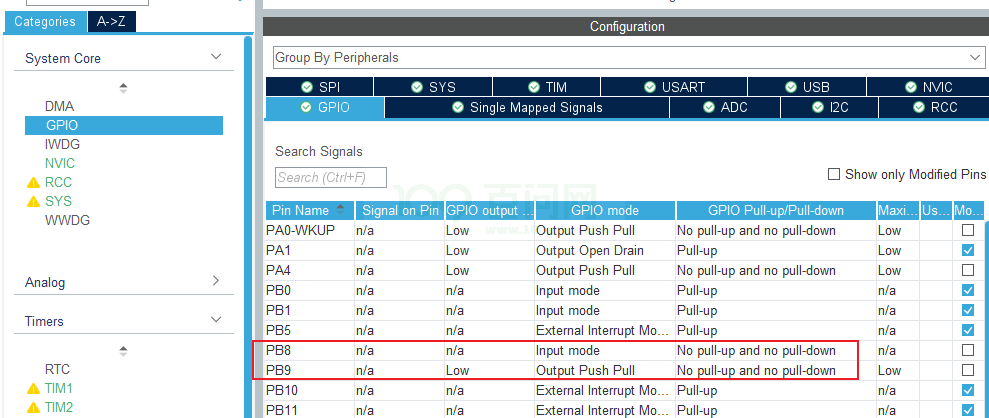 Categories A->Z
System Core
DMA
GPIO
IWDG
NVIC
RCC
SYS
WWDG
Analog
Timers
RTC
TIM1
TIM2
Configuration
Group By Peripherals
SPI SYS TIM USART USB NVIC
GPIO Single Mapped Signals ADC I2C RCC
Search Signals
Search (Ctrl+F)
Show only Modified Pins
百问网
Pin Name Signal on Pin GPIO output ... GPIO mode GPIO Pull-up/Pull-down Maxi... Us... Mo...
PA0-WKUP n/a Low Output Push Pull No pull-up and no pull-down Low
PA1 n/a Low Output Open Drain Pull-up Low
PA4 n/a Low Output Push Pull No pull-up and no pull-down Low
PB0 n/a n/a Input mode Pull-up n/a
PB1 n/a n/a Input mode Pull-up n/a
PB5 n/a n/a External Interrupt Mo... Pull-up n/a
PB8 n/a n/a Input mode No pull-up and no pull-down n/a
PB9 n/a Low Output Push Pull No pull-up and no pull-down Low
PB10 n/a n/a External Interrupt Mo... Pull-up n/a
PB11 n/a n/a External Interrupt Mo... Pull-up n/a